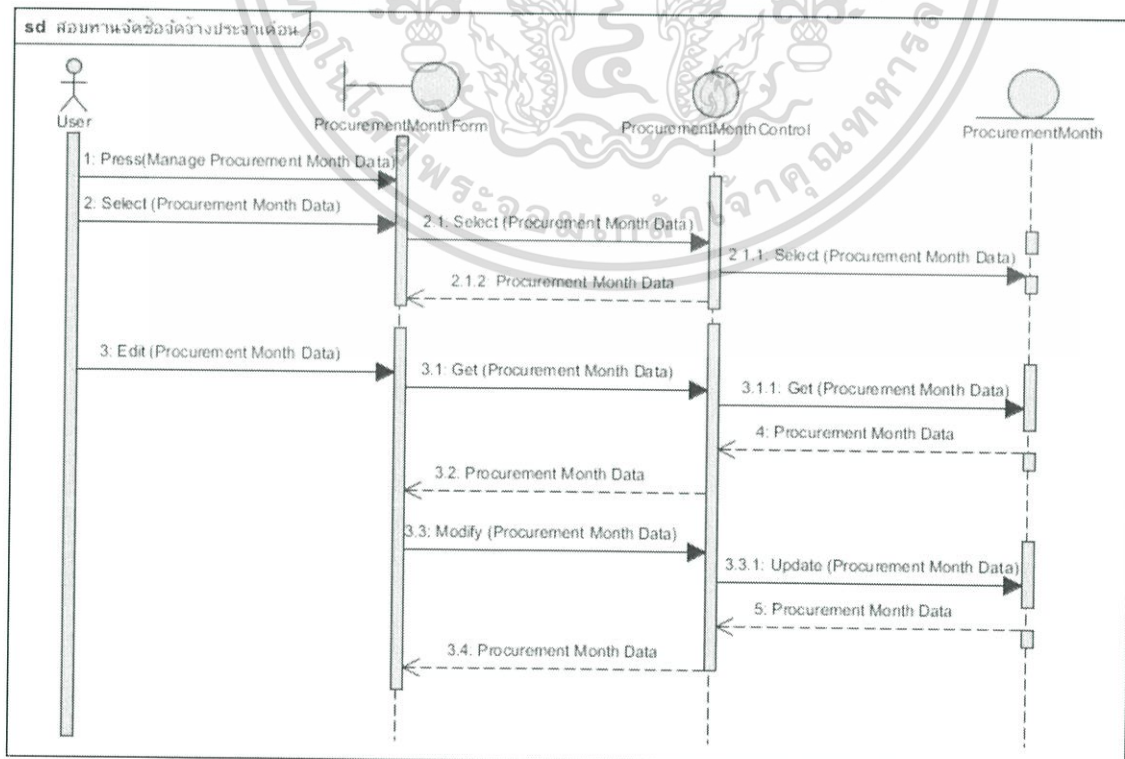 sd สอบทานจัดซื้อจัดจ้างประจำเดือน
User
ProcurementMonthForm
ProcurementMonthControl
ProcurementMonth
1: Press(Manage Procurement Month Data)
2: Select (Procurement Month Data)
2.1. Select (Procurement Month Data)
2.1.1: Select (Procurement Month Data)
2.1.2 Procurement Month Data
3: Edit (Procurement Month Data)
3.1: Get (Procurement Month Data)
3.1.1: Get (Procurement Month Data)
4: Procurement Month Data
3.2. Procurement Month Data
3.3: Modify (Procurement Month Data)
3.3.1: Update (Procurement Month Data)
5: Procurement Month Data
3.4. Procurement Month Data